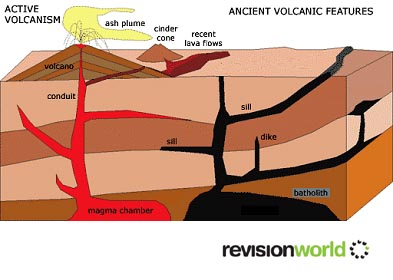 ACTIVE
VOLCANISM
ash plume
ANCIENT VOLCANIC FEATURES
cinder
cone
recent
lava flows
volcano
conduit
sill
sill
dike
batholith
magma chamber
revisionworld